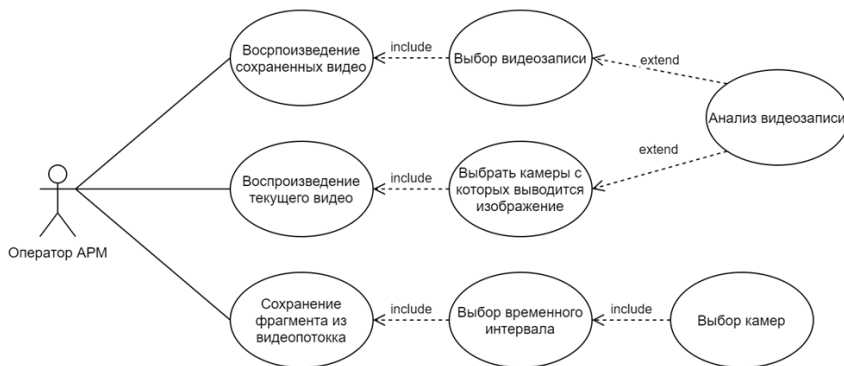 Восрпоизведение
сохраненных видео
include
Выбор видеозаписи
extend
Анализ видеозаписи
extend
Воспроизведение
текущего видео
include
Выбрать камеры с
которых выводится
изображение
Оператор АРМ
Сохранение
фрагмента из
видеопотокка
include
Выбор временного
интервала
include
Выбор камер